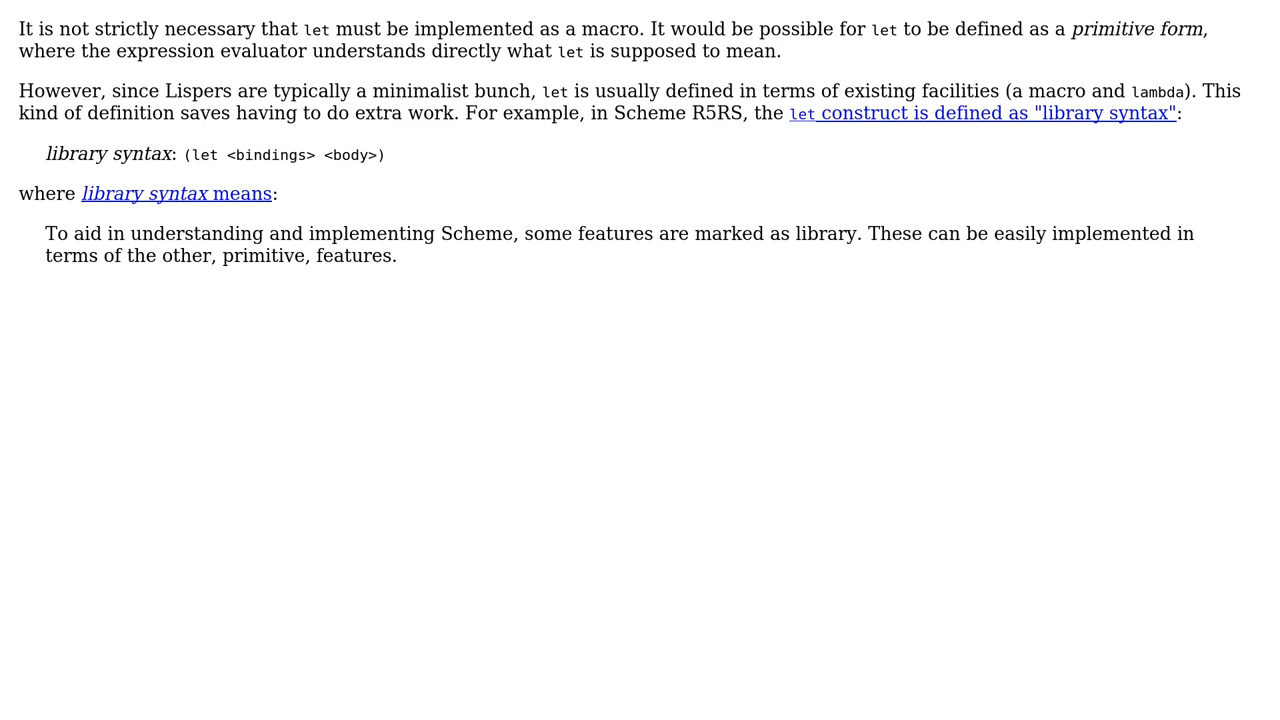 It is not strictly necessary that let must be implemented as a macro. It would be possible for let to be defined as a primitive form,
where the expression evaluator understands directly what let is supposed to mean.
However, since Lispers are typically a minimalist bunch, let is usually defined in terms of existing facilities (a macro and lambda). This
kind of definition saves having to do extra work. For example, in Scheme R5RS, the let construct is defined as "library syntax":
library syntax: (let <bindings> <body>)
where library syntax means:
To aid in understanding and implementing Scheme, some features are marked as library. These can be easily implemented in
terms of the other, primitive, features.